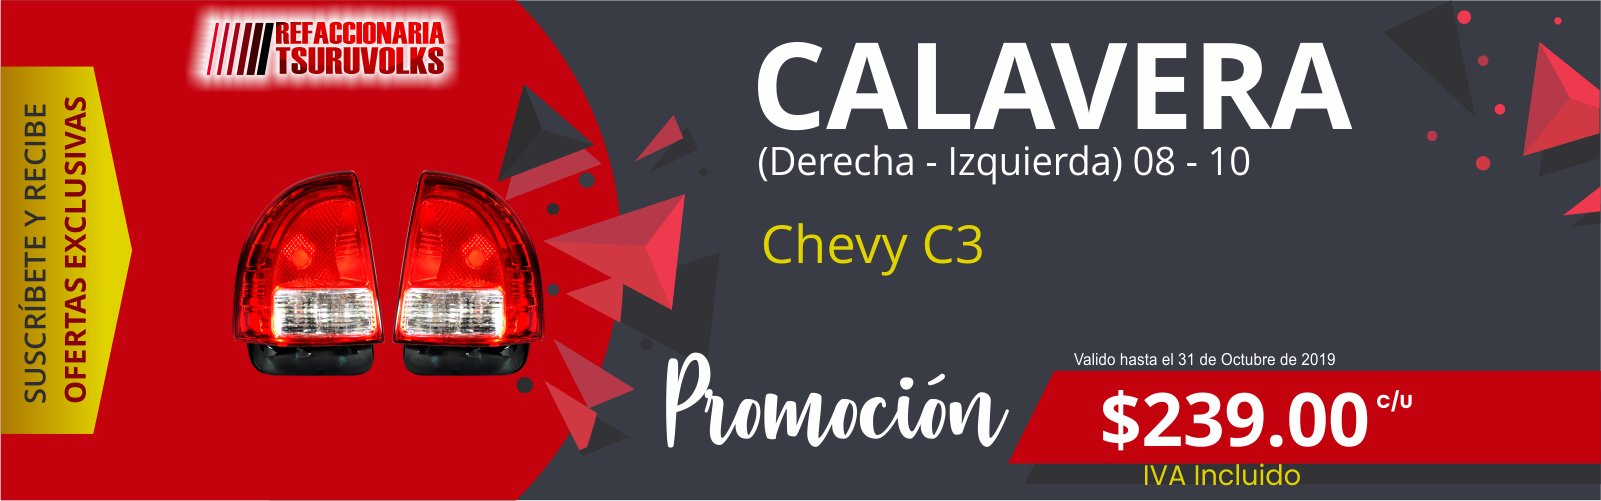 REFACCIONARIA
TSURUVOLKS
SUSCRÍBETE Y RECIBE
OFERTAS EXCLUSIVAS
CALAVERA
(Derecha - Izquierda) 08 - 10
Chevy C3
Promoción
Valido hasta el 31 de Octubre de 2019
$239.00 c/u
IVA Incluido